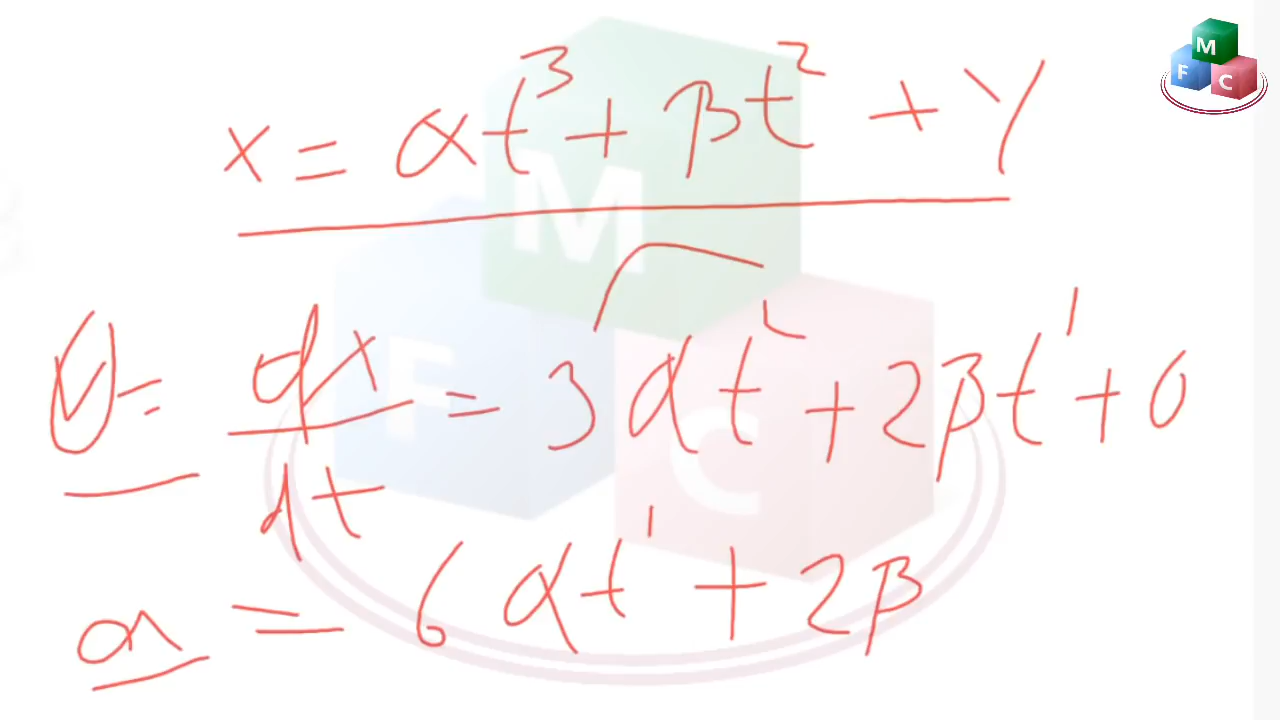 M
F C
x = αt³ + βt² + γ
M
v = dx/dt = 3αt² + 2βt¹ + 0
F
C
a = 6αt¹ + 2β